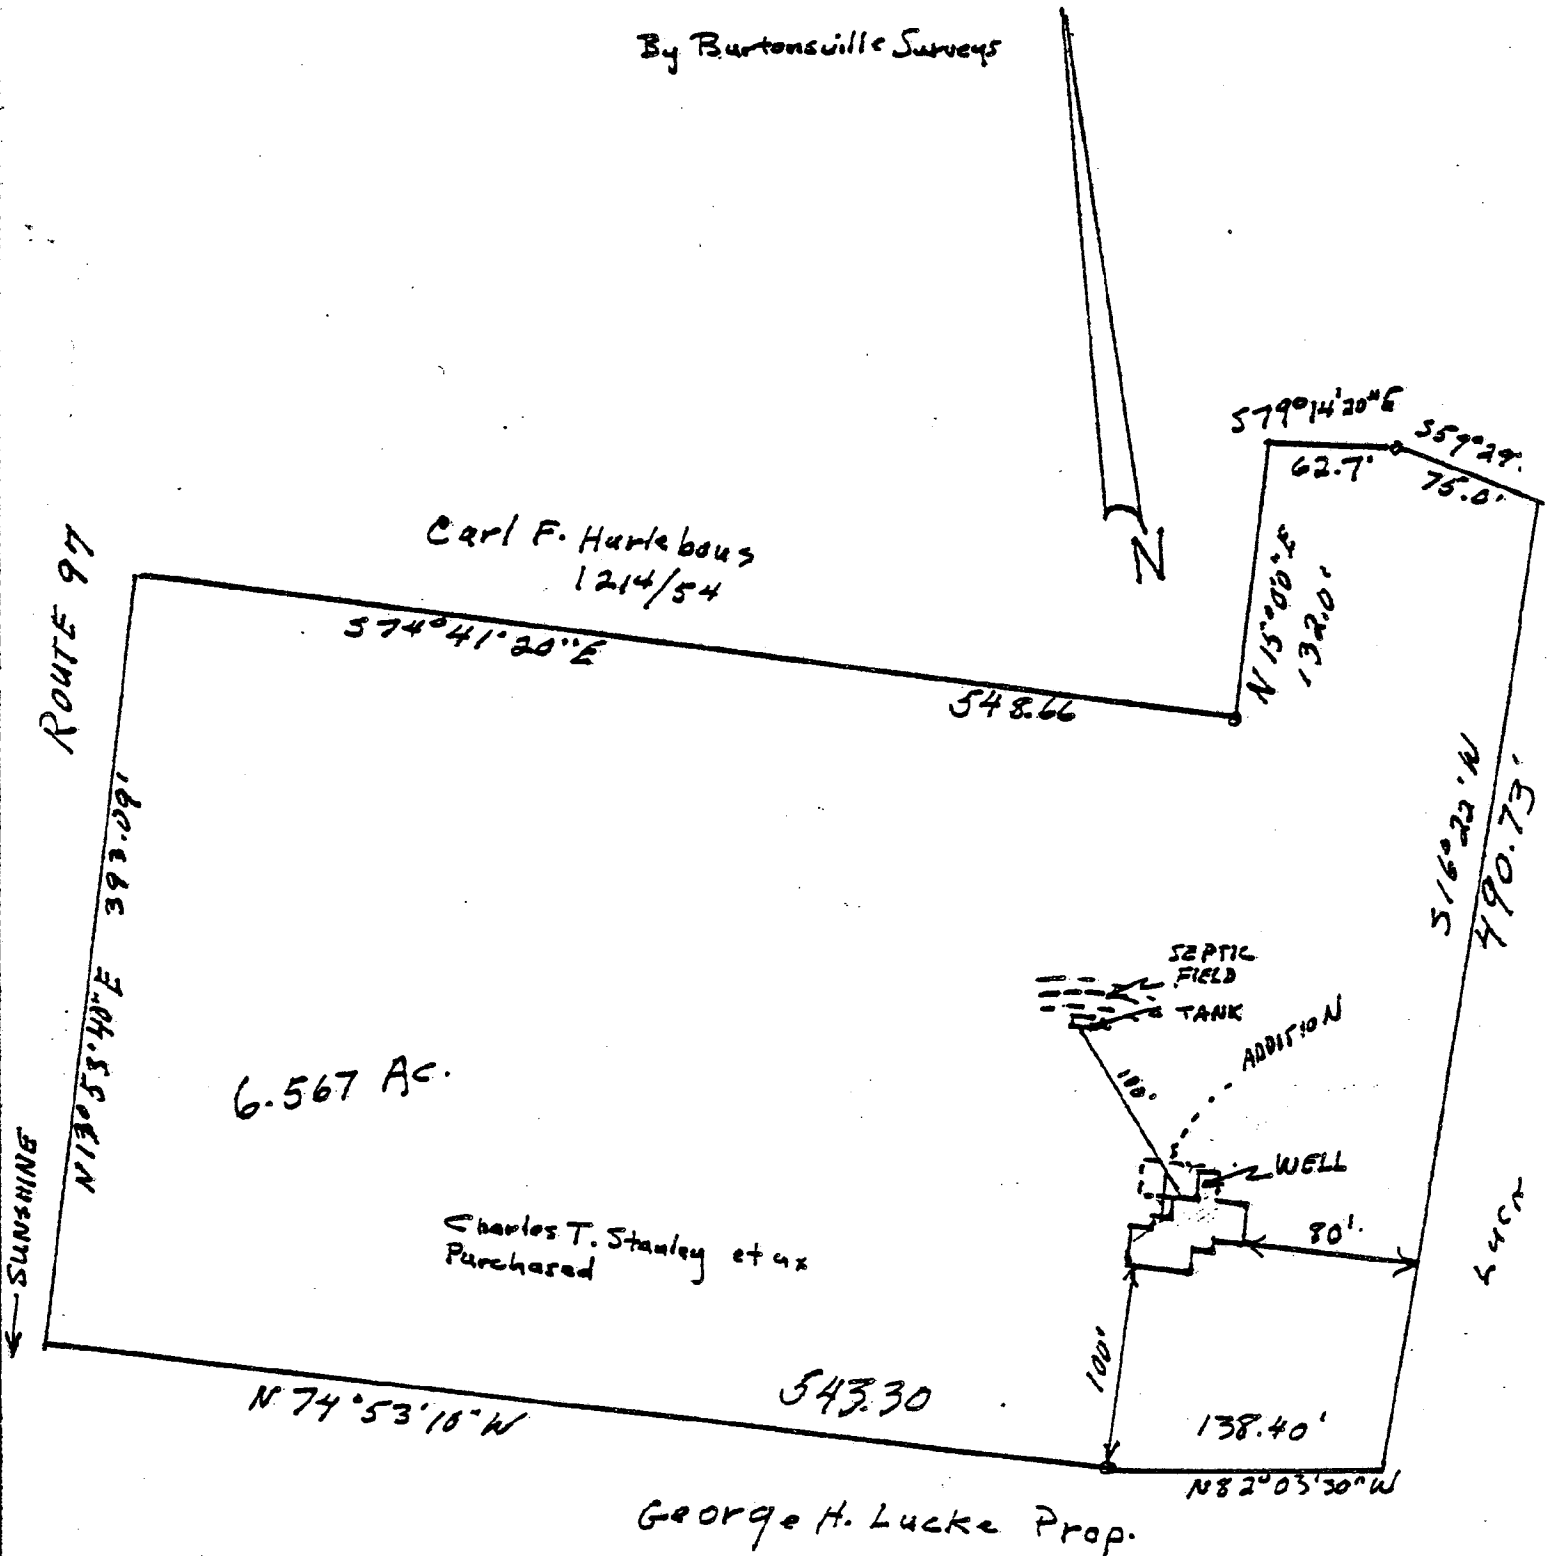 By Burtonsville Surveys
S79°14'20"E
62.7'
S59°29'
75.0'
N
Carl F. Hurlebaus
1214/54
S74°41'20"E
548.66
N15°00'00"E
132.0'
ROUTE 97
N13°53'40"E 393.09'
S16°22'W
490.73'
SEPTIC
FIELD
TANK
ADDITION
100'
6.567 Ac.
WELL
80'
← SUNSHINE
Charles T. Stanley et ux
Purchased
100'
N74°53'10"W
543.30
138.40'
N82°03'30"W
George H. Lucke Prop.